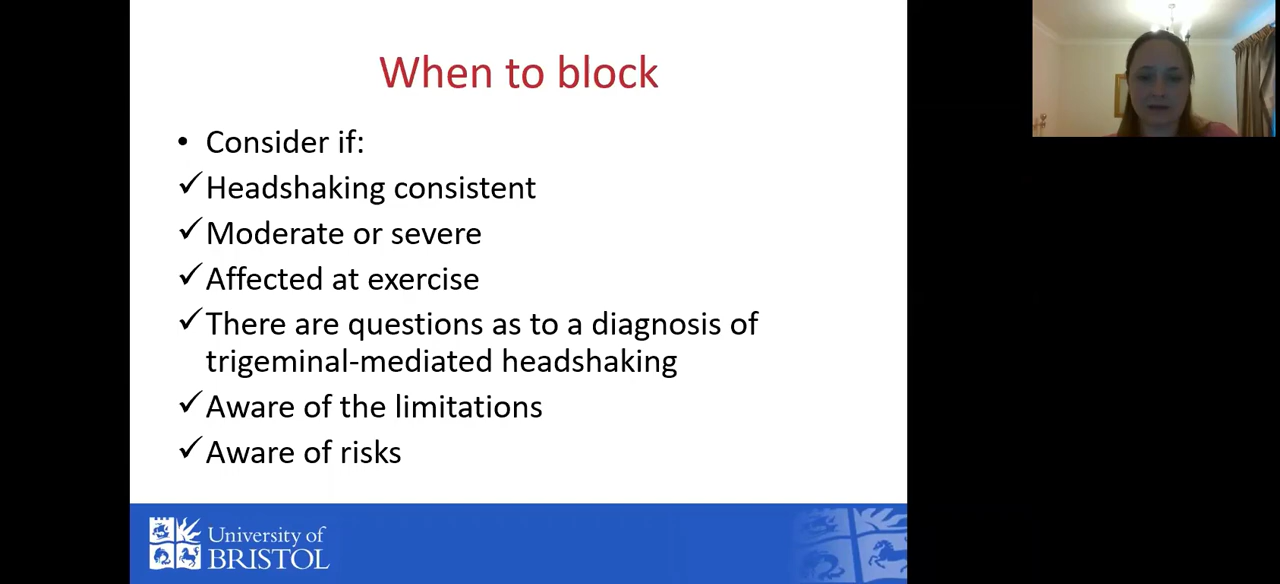 When to block
• Consider if:
✓ Headshaking consistent
✓ Moderate or severe
✓ Affected at exercise
✓ There are questions as to a diagnosis of
trigeminal-mediated headshaking
✓ Aware of the limitations
✓ Aware of risks
University of
BRISTOL